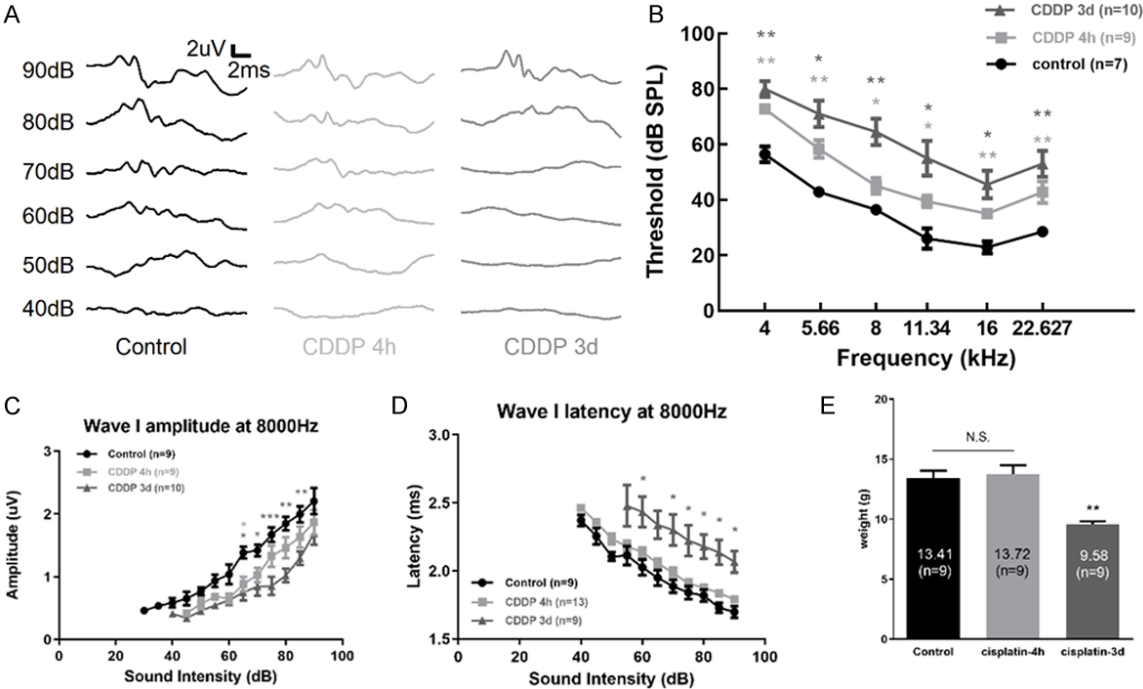 A
2uV
2ms
90dB
80dB
70dB
60dB
50dB
40dB
Control
CDDP 4h
CDDP 3d
B
CDDP 3d (n=10)
CDDP 4h (n=9)
control (n=7)
Threshold (dB SPL)
100
80
60
40
20
0
** * ** * * **
** ** * * ** **
4 5.66 8 11.34 16 22.627
Frequency (kHz)
C
Wave I amplitude at 8000Hz
Control (n=9)
CDDP 4h (n=9)
CDDP 3d (n=10)
Amplitude (uV)
3
2
1
0
* * *** ** **
*
0 20 40 60 80 100
Sound Intensity (dB)
D
Wave I latency at 8000Hz
Latency (ms)
3.0
2.5
2.0
1.5
* * * * * *
Control (n=9)
CDDP 4h (n=13)
CDDP 3d (n=9)
0 20 40 60 80 100
Sound Intensity (dB)
E
weight (g)
20
15
10
5
0
N.S.
**
13.41
(n=9)
13.72
(n=9)
9.58
(n=9)
Control cisplatin-4h cisplatin-3d